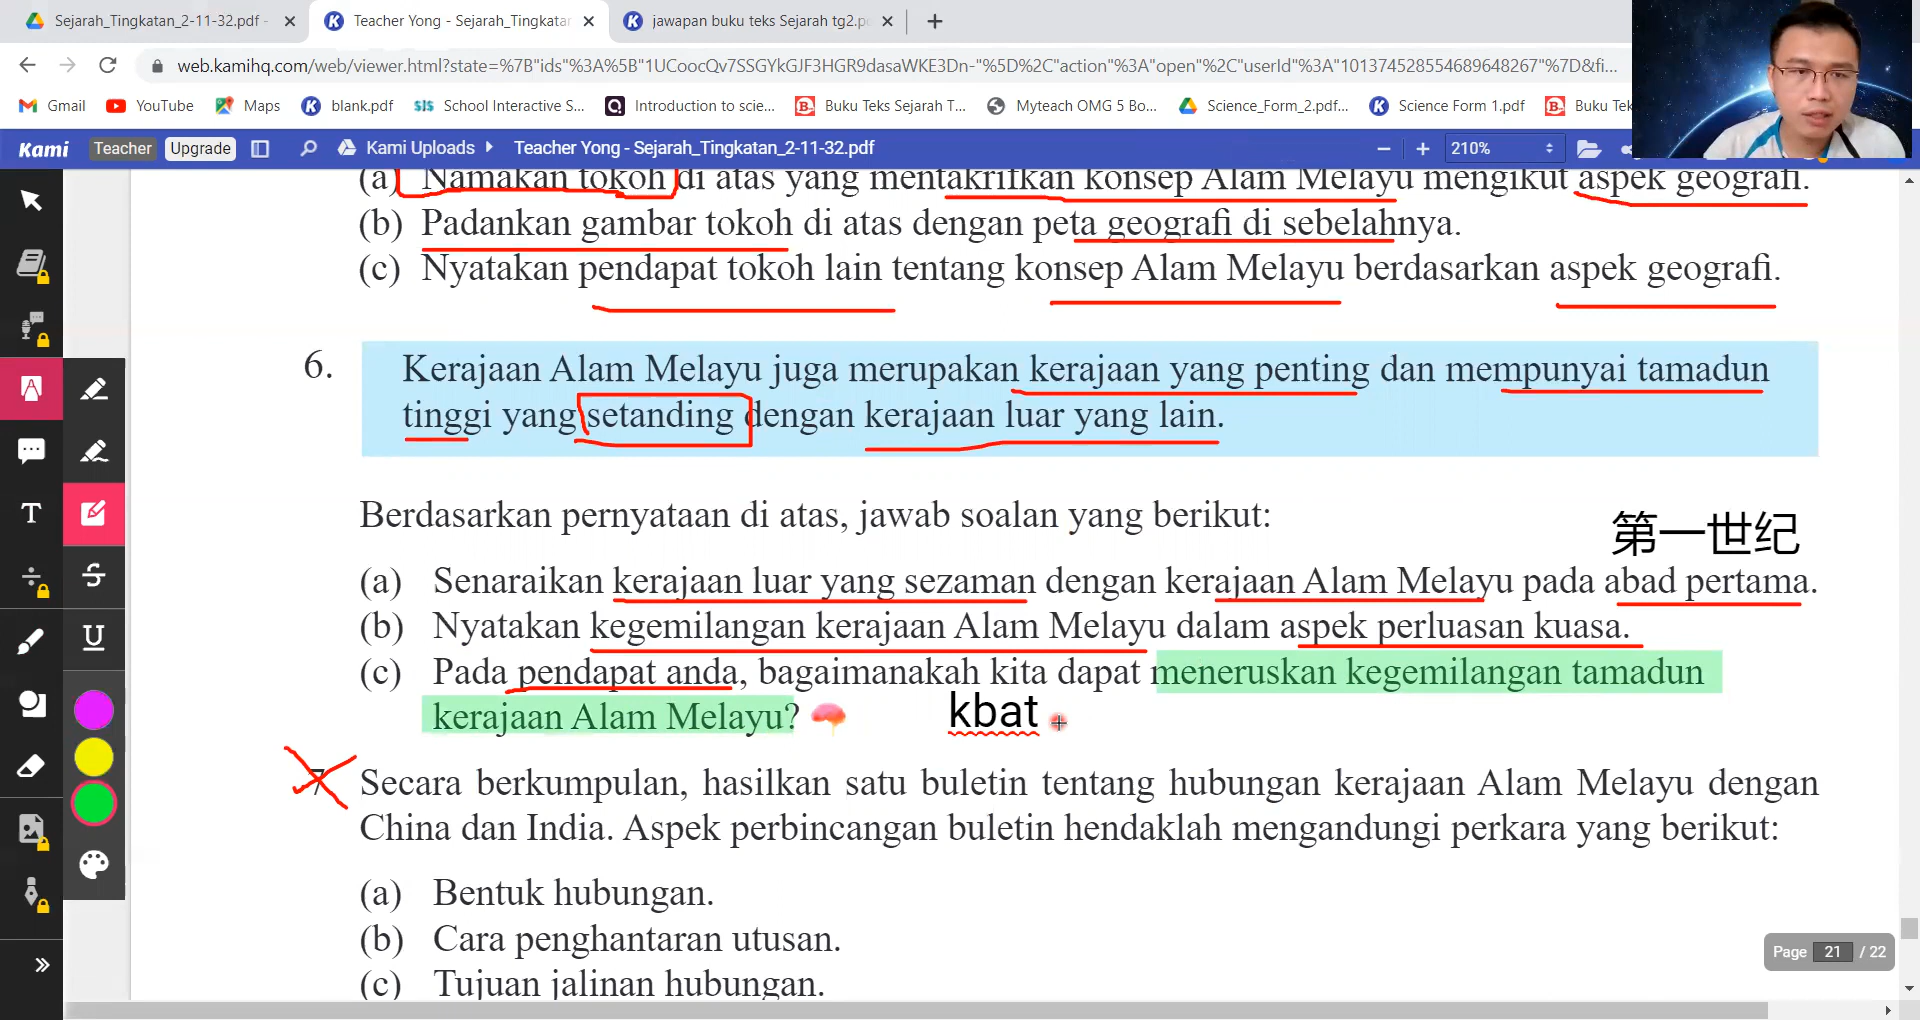 Sejarah_Tingkatan_2-11-32.pdf -
Teacher Yong - Sejarah_Tingkatan
jawapan buku teks Sejarah tg2.p
web.kamihq.com/web/viewer.html?state=%7B"ids"%3A%5B"1UCoocQv7SSGYkGJF3HGR9dasaWKE3Dn-"%5D%2C"action"%3A"open"%2C"userId"%3A"101374528554689648267"%7D&fi...
Gmail YouTube Maps blank.pdf School Interactive S... Introduction to scie... Buku Teks Sejarah T... Myteach OMG 5 Bo... Science_Form_2.pdf... Science Form 1.pdf Buku Te
Kami Teacher Upgrade Kami Uploads Teacher Yong - Sejarah_Tingkatan_2-11-32.pdf 210%
(a) Namakan tokoh di atas yang mentakrifkan konsep Alam Melayu mengikut aspek geografi.
(b) Padankan gambar tokoh di atas dengan peta geografi di sebelahnya.
(c) Nyatakan pendapat tokoh lain tentang konsep Alam Melayu berdasarkan aspek geografi.
6. Kerajaan Alam Melayu juga merupakan kerajaan yang penting dan mempunyai tamadun
tinggi yang setanding dengan kerajaan luar yang lain.
Berdasarkan pernyataan di atas, jawab soalan yang berikut:
第一世纪
(a) Senaraikan kerajaan luar yang sezaman dengan kerajaan Alam Melayu pada abad pertama.
(b) Nyatakan kegemilangan kerajaan Alam Melayu dalam aspek perluasan kuasa.
(c) Pada pendapat anda, bagaimanakah kita dapat meneruskan kegemilangan tamadun
kerajaan Alam Melayu? kbat
7 Secara berkumpulan, hasilkan satu buletin tentang hubungan kerajaan Alam Melayu dengan
China dan India. Aspek perbincangan buletin hendaklah mengandungi perkara yang berikut:
(a) Bentuk hubungan.
(b) Cara penghantaran utusan.
(c) Tujuan jalinan hubungan.
Page 21 / 22